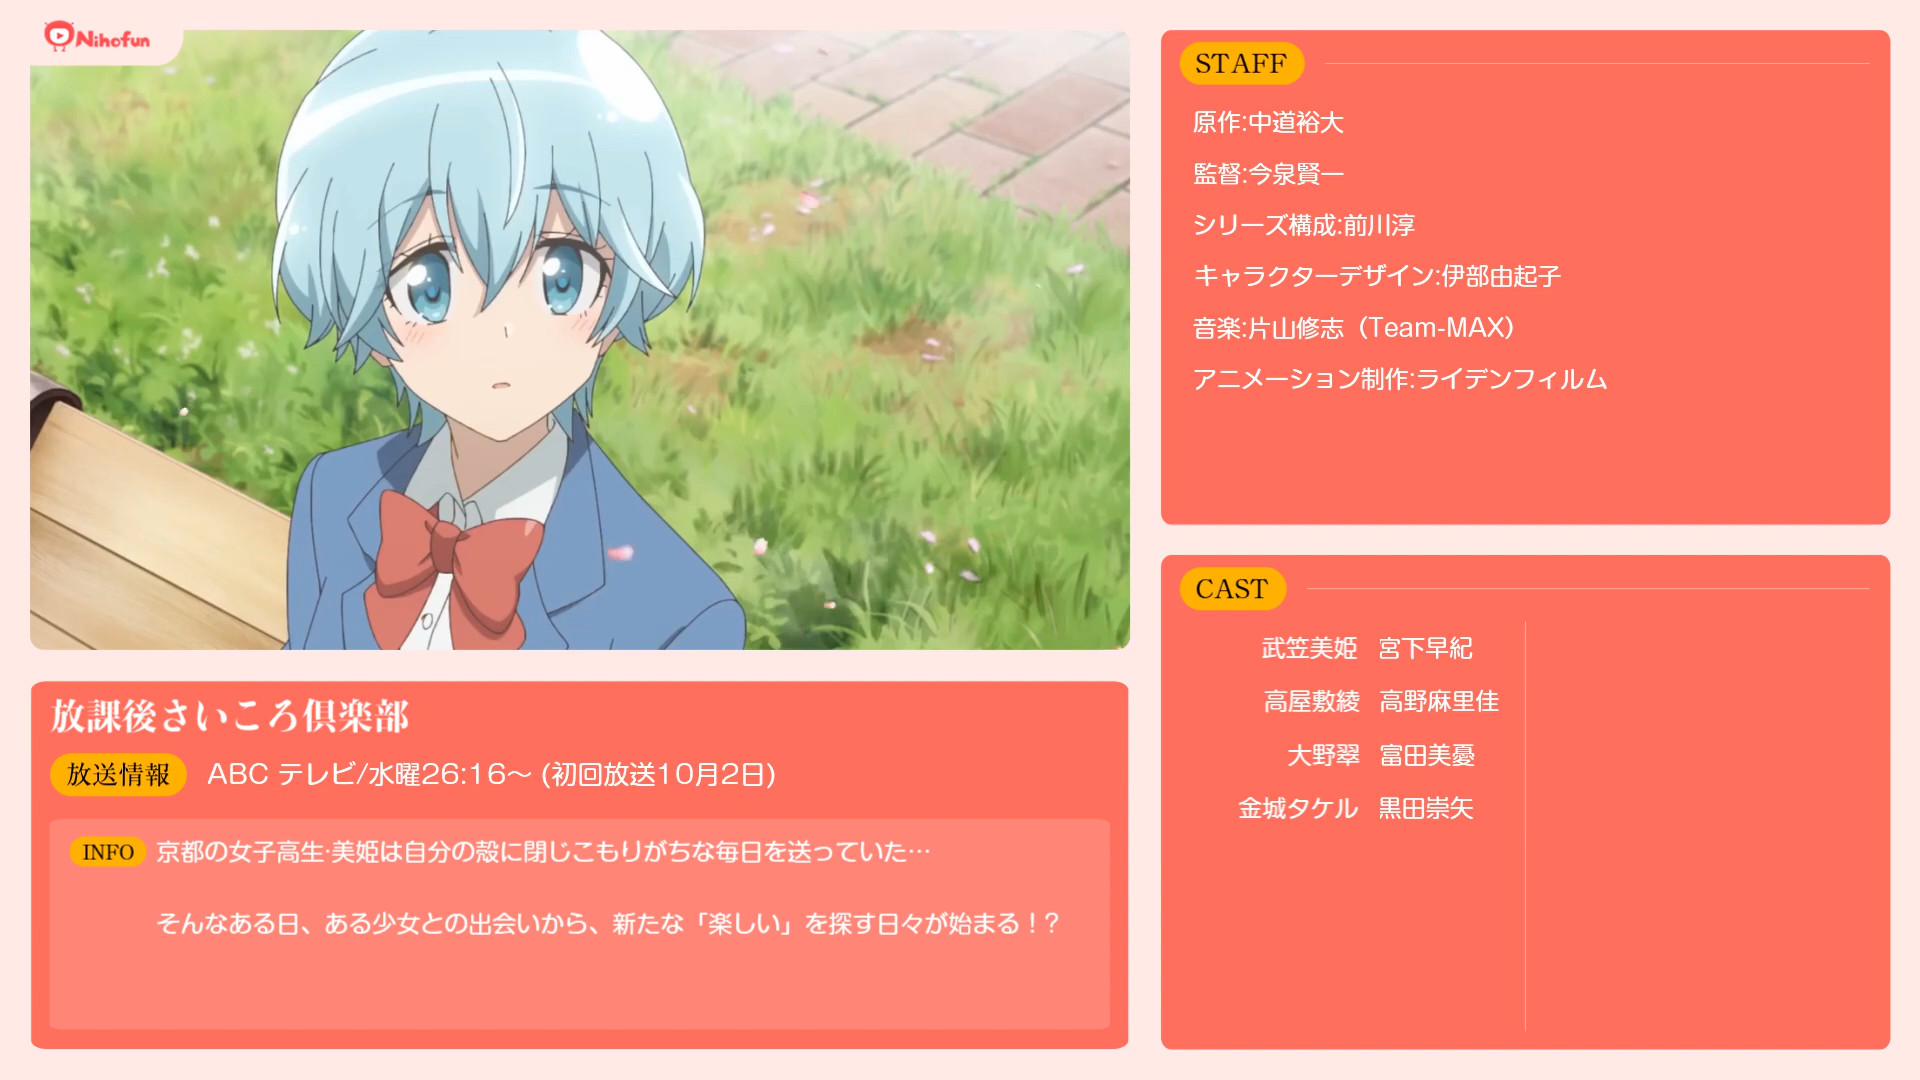 Nihofun
放課後さいころ倶楽部
放送情報 ABC テレビ/水曜26:16〜 (初回放送10月2日)
INFO 京都の女子高生·美姫は自分の殻に閉じこもりがちな毎日を送っていた…
そんなある日、ある少女との出会いから、新たな「楽しい」を探す日々が始まる！？
STAFF
原作:中道裕大
監督:今泉賢一
シリーズ構成:前川淳
キャラクターデザイン:伊部由起子
音楽:片山修志（Team-MAX）
アニメーション制作:ライデンフィルム
CAST
武笠美姫 宮下早紀
高屋敷綾 高野麻里佳
大野翠 富田美憂
金城タケル 黒田崇矢